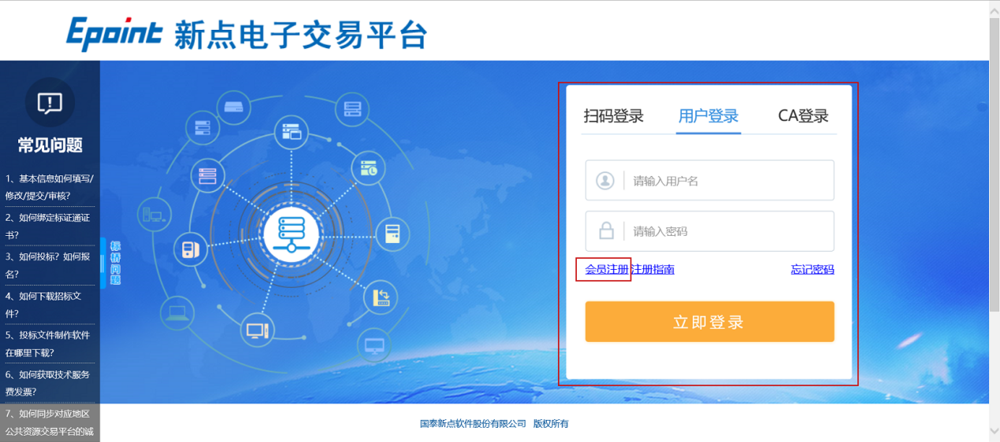 Epoint 新点电子交易平台
常见问题
1、基本信息如何填写/
修改/提交/审核?
2、如何绑定标证通证
书?
3、如何投标? 如何报
名?
4、如何下载招标文
件?
5、投标文件制作软件
在哪里下载?
6、如何获取技术服务
费发票?
7、如何同步对应地区
公共资源交易平台的诚
标桥问题
扫码登录 用户登录 CA登录
请输入用户名
请输入密码
会员注册 注册指南 忘记密码
立即登录
国泰新点软件股份有限公司 版权所有